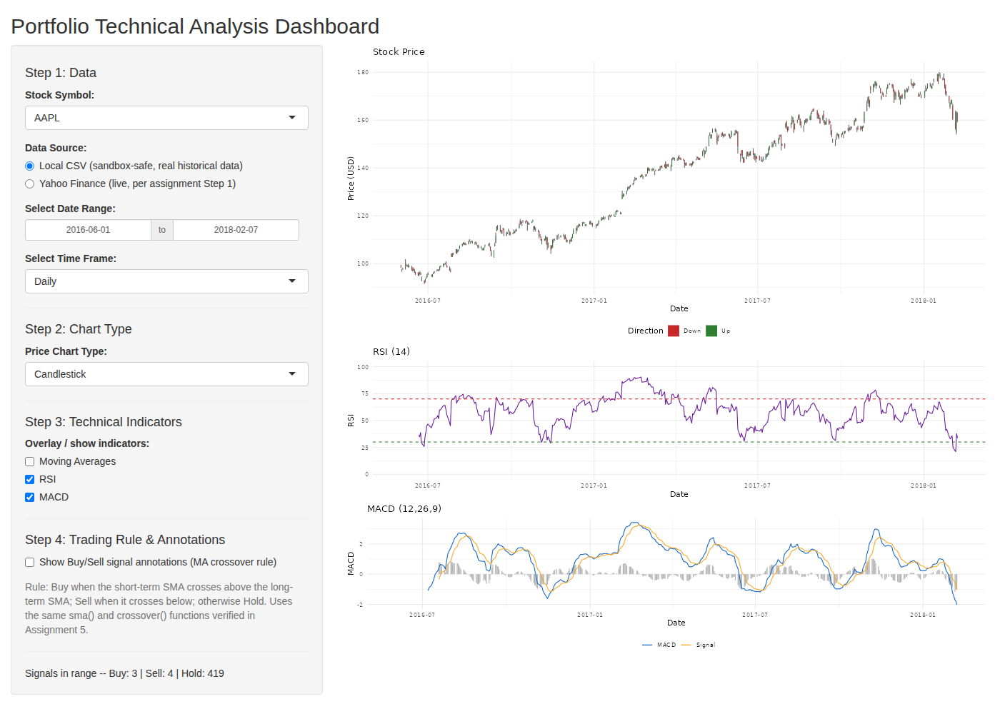 Portfolio Technical Analysis Dashboard
Step 1: Data
Stock Symbol:
AAPL
Data Source:
Local CSV (sandbox-safe, real historical data)
Yahoo Finance (live, per assignment Step 1)
Select Date Range:
2016-06-01 to 2018-02-07
Select Time Frame:
Daily
Step 2: Chart Type
Price Chart Type:
Candlestick
Step 3: Technical Indicators
Overlay / show indicators:
Moving Averages
RSI
MACD
Step 4: Trading Rule & Annotations
Show Buy/Sell signal annotations (MA crossover rule)
Rule: Buy when the short-term SMA crosses above the long-
term SMA; Sell when it crosses below; otherwise Hold. Uses
the same sma() and crossover() functions verified in
Assignment 5.
Signals in range -- Buy: 3 | Sell: 4 | Hold: 419
Stock Price
Price (USD)
180
160
140
120
100
2016-07 2017-01 2017-07 2018-01
Date
Direction Down Up
RSI (14)
RSI
100
75
50
25
0
2016-07 2017-01 2017-07 2018-01
Date
MACD (12,26,9)
MACD
2
0
-2
2016-07 2017-01 2017-07 2018-01
Date
MACD Signal